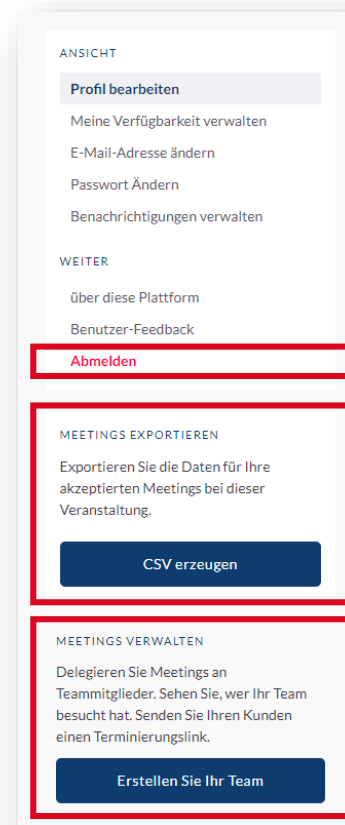 ANSICHT
Profil bearbeiten
Meine Verfügbarkeit verwalten
E-Mail-Adresse ändern
Passwort Ändern
Benachrichtigungen verwalten
WEITER
über diese Plattform
Benutzer-Feedback
Abmelden
MEETINGS EXPORTIEREN
Exportieren Sie die Daten für Ihre
akzeptierten Meetings bei dieser
Veranstaltung.
CSV erzeugen
MEETINGS VERWALTEN
Delegieren Sie Meetings an
Teammitglieder. Sehen Sie, wer Ihr Team
besucht hat. Senden Sie Ihren Kunden
einen Terminierungslink.
Erstellen Sie Ihr Team